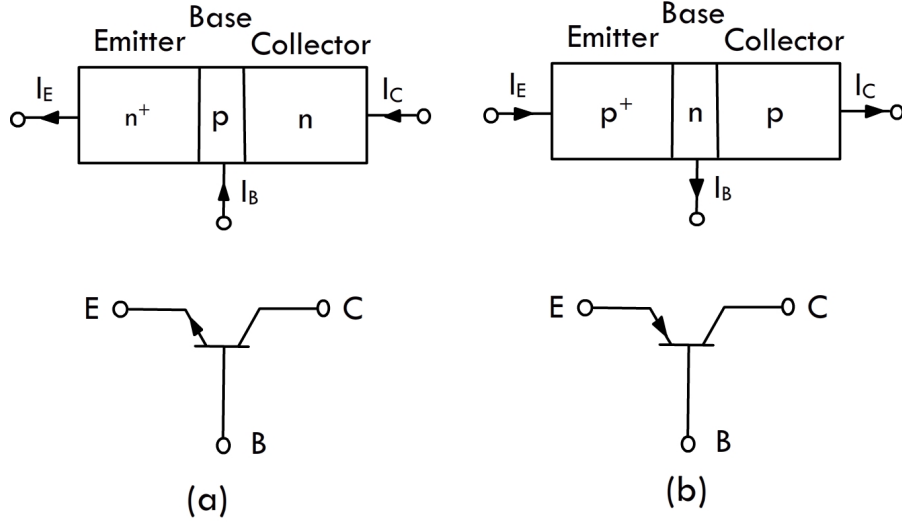 Base
Emitter Collector
I_E n⁺ p n I_C
I_B
E C
B
(a)
Base
Emitter Collector
I_E p⁺ n p I_C
I_B
E C
B
(b)